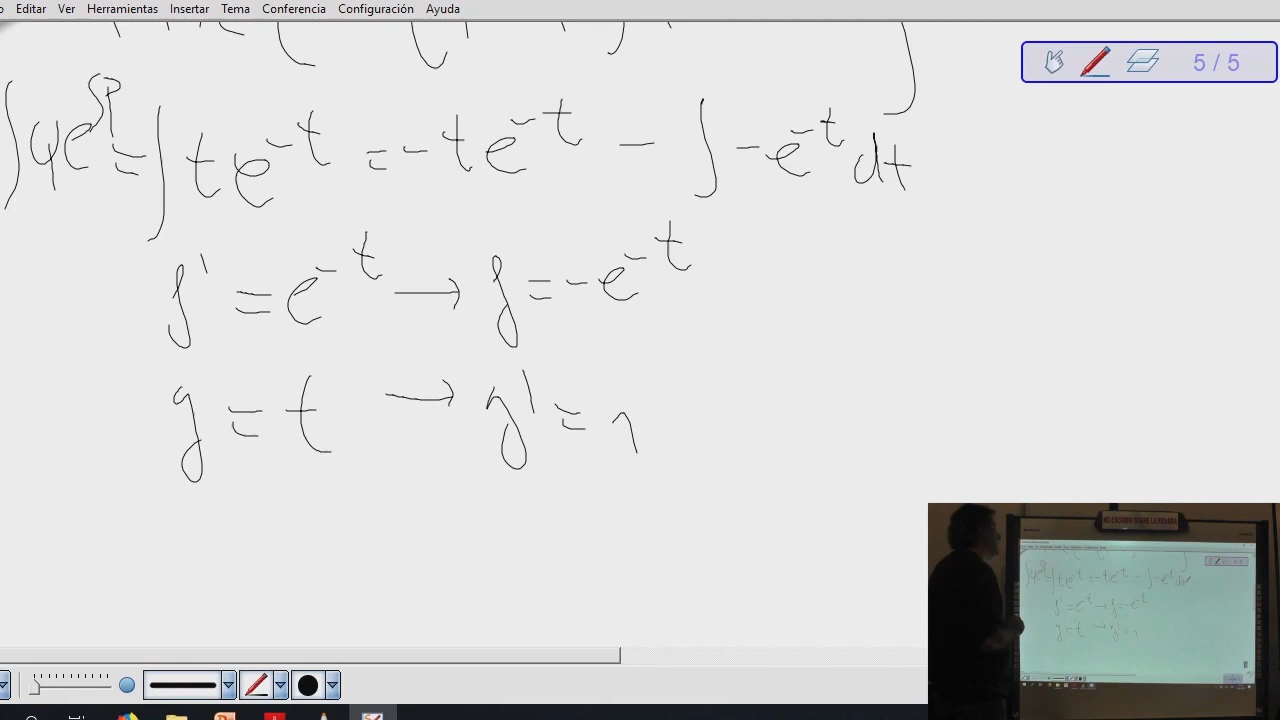 Editar Ver Herramientas Insertar Tema Conferencia Configuración Ayuda
5 / 5
∫φe^{∫p} = ∫te^{-t} = -te^{-t} - ∫-e^{-t}dt
f' = e^{-t} → f = -e^{-t}
g = t → g' = 1
NO ESCRIBIR SOBRE LA PIZARRA